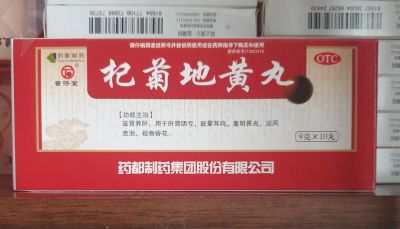 请仔细阅读说明书并按说明使用或在药师指导下购买和使用
药都制药
普济堂
杞菊地黄丸
OTC
【功能主治】
滋肾养肝。用于肝肾阴亏，眩晕耳鸣，羞明畏光，迎风
流泪，视物昏花。
9克×10丸
药都制药集团股份有限公司